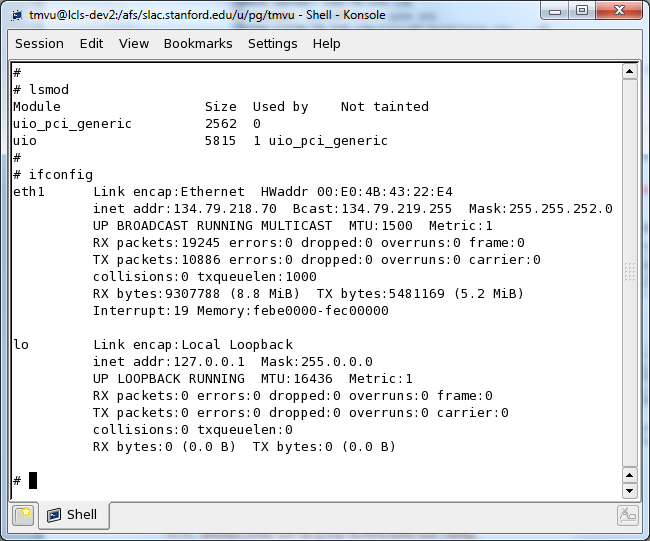 tmvu@lcls-dev2:/afs/slac.stanford.edu/u/pg/tmvu - Shell - Konsole
Session Edit View Bookmarks Settings Help
#
# lsmod
Module                  Size  Used by    Not tainted
uio_pci_generic         2562  0
uio                     5815  1 uio_pci_generic
#
# ifconfig
eth1      Link encap:Ethernet  HWaddr 00:E0:4B:43:22:E4
          inet addr:134.79.218.70  Bcast:134.79.219.255  Mask:255.255.252.0
          UP BROADCAST RUNNING MULTICAST  MTU:1500  Metric:1
          RX packets:19245 errors:0 dropped:0 overruns:0 frame:0
          TX packets:10886 errors:0 dropped:0 overruns:0 carrier:0
          collisions:0 txqueuelen:1000
          RX bytes:9307788 (8.8 MiB)  TX bytes:5481169 (5.2 MiB)
          Interrupt:19 Memory:febe0000-fec00000
lo        Link encap:Local Loopback
          inet addr:127.0.0.1  Mask:255.0.0.0
          UP LOOPBACK RUNNING  MTU:16436  Metric:1
          RX packets:0 errors:0 dropped:0 overruns:0 frame:0
          TX packets:0 errors:0 dropped:0 overruns:0 carrier:0
          collisions:0 txqueuelen:0
          RX bytes:0 (0.0 B)  TX bytes:0 (0.0 B)
#
Shell